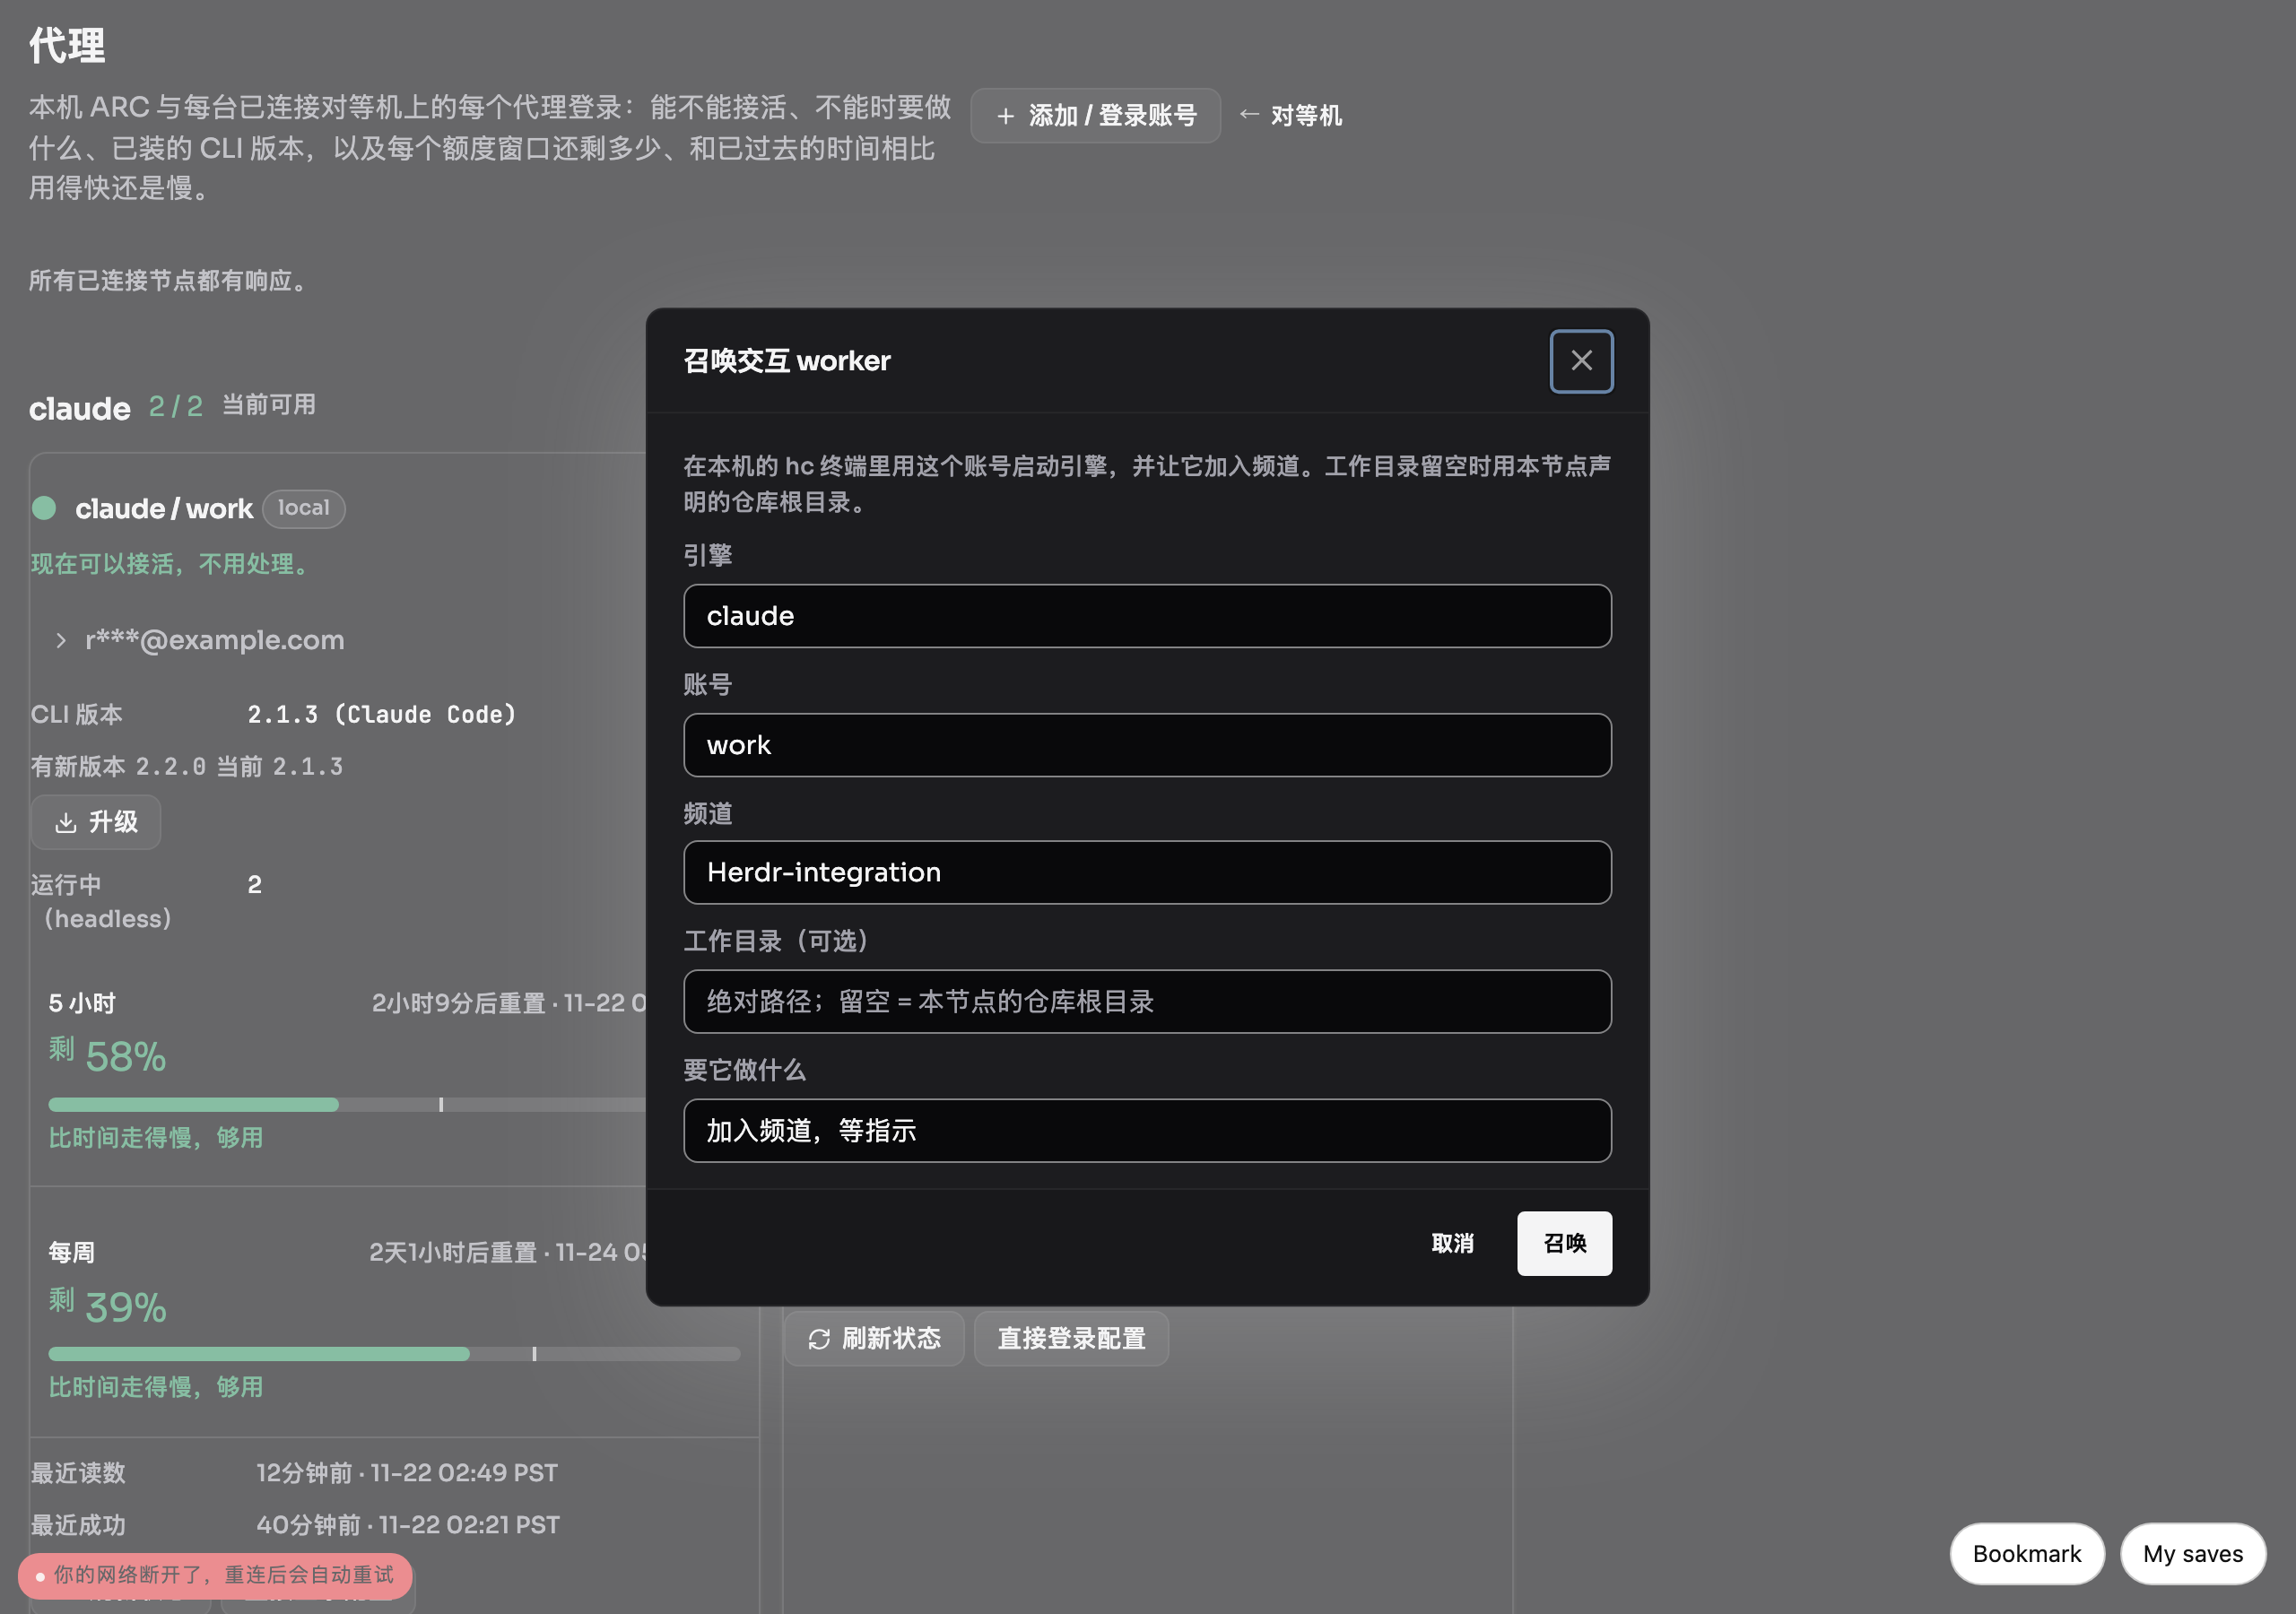 代理
本机 ARC 与每台已连接对等机上的每个代理登录：能不能接活、不能时要做
什么、已装的 CLI 版本，以及每个额度窗口还剩多少、和已过去的时间相比
用得快还是慢。
+ 添加 / 登录账号
← 对等机
所有已连接节点都有响应。
claude 2 / 2 当前可用
claude / work local
现在可以接活，不用处理。
r***@example.com
CLI 版本 2.1.3 (Claude Code)
有新版本 2.2.0 当前 2.1.3
升级
运行中 2
（headless）
5 小时 2小时9分后重置 · 11-22 0
剩 58%
比时间走得慢，够用
每周 2天1小时后重置 · 11-24 05
剩 39%
比时间走得慢，够用
最近读数 12分钟前 · 11-22 02:49 PST
最近成功 40分钟前 · 11-22 02:21 PST
你的网络断开了，重连后会自动重试
召唤交互 worker
在本机的 hc 终端里用这个账号启动引擎，并让它加入频道。工作目录留空时用本节点声
明的仓库根目录。
引擎
claude
账号
work
频道
Herdr-integration
工作目录（可选）
绝对路径；留空 = 本节点的仓库根目录
要它做什么
加入频道，等指示
取消
召唤
刷新状态
直接登录配置
Bookmark
My saves